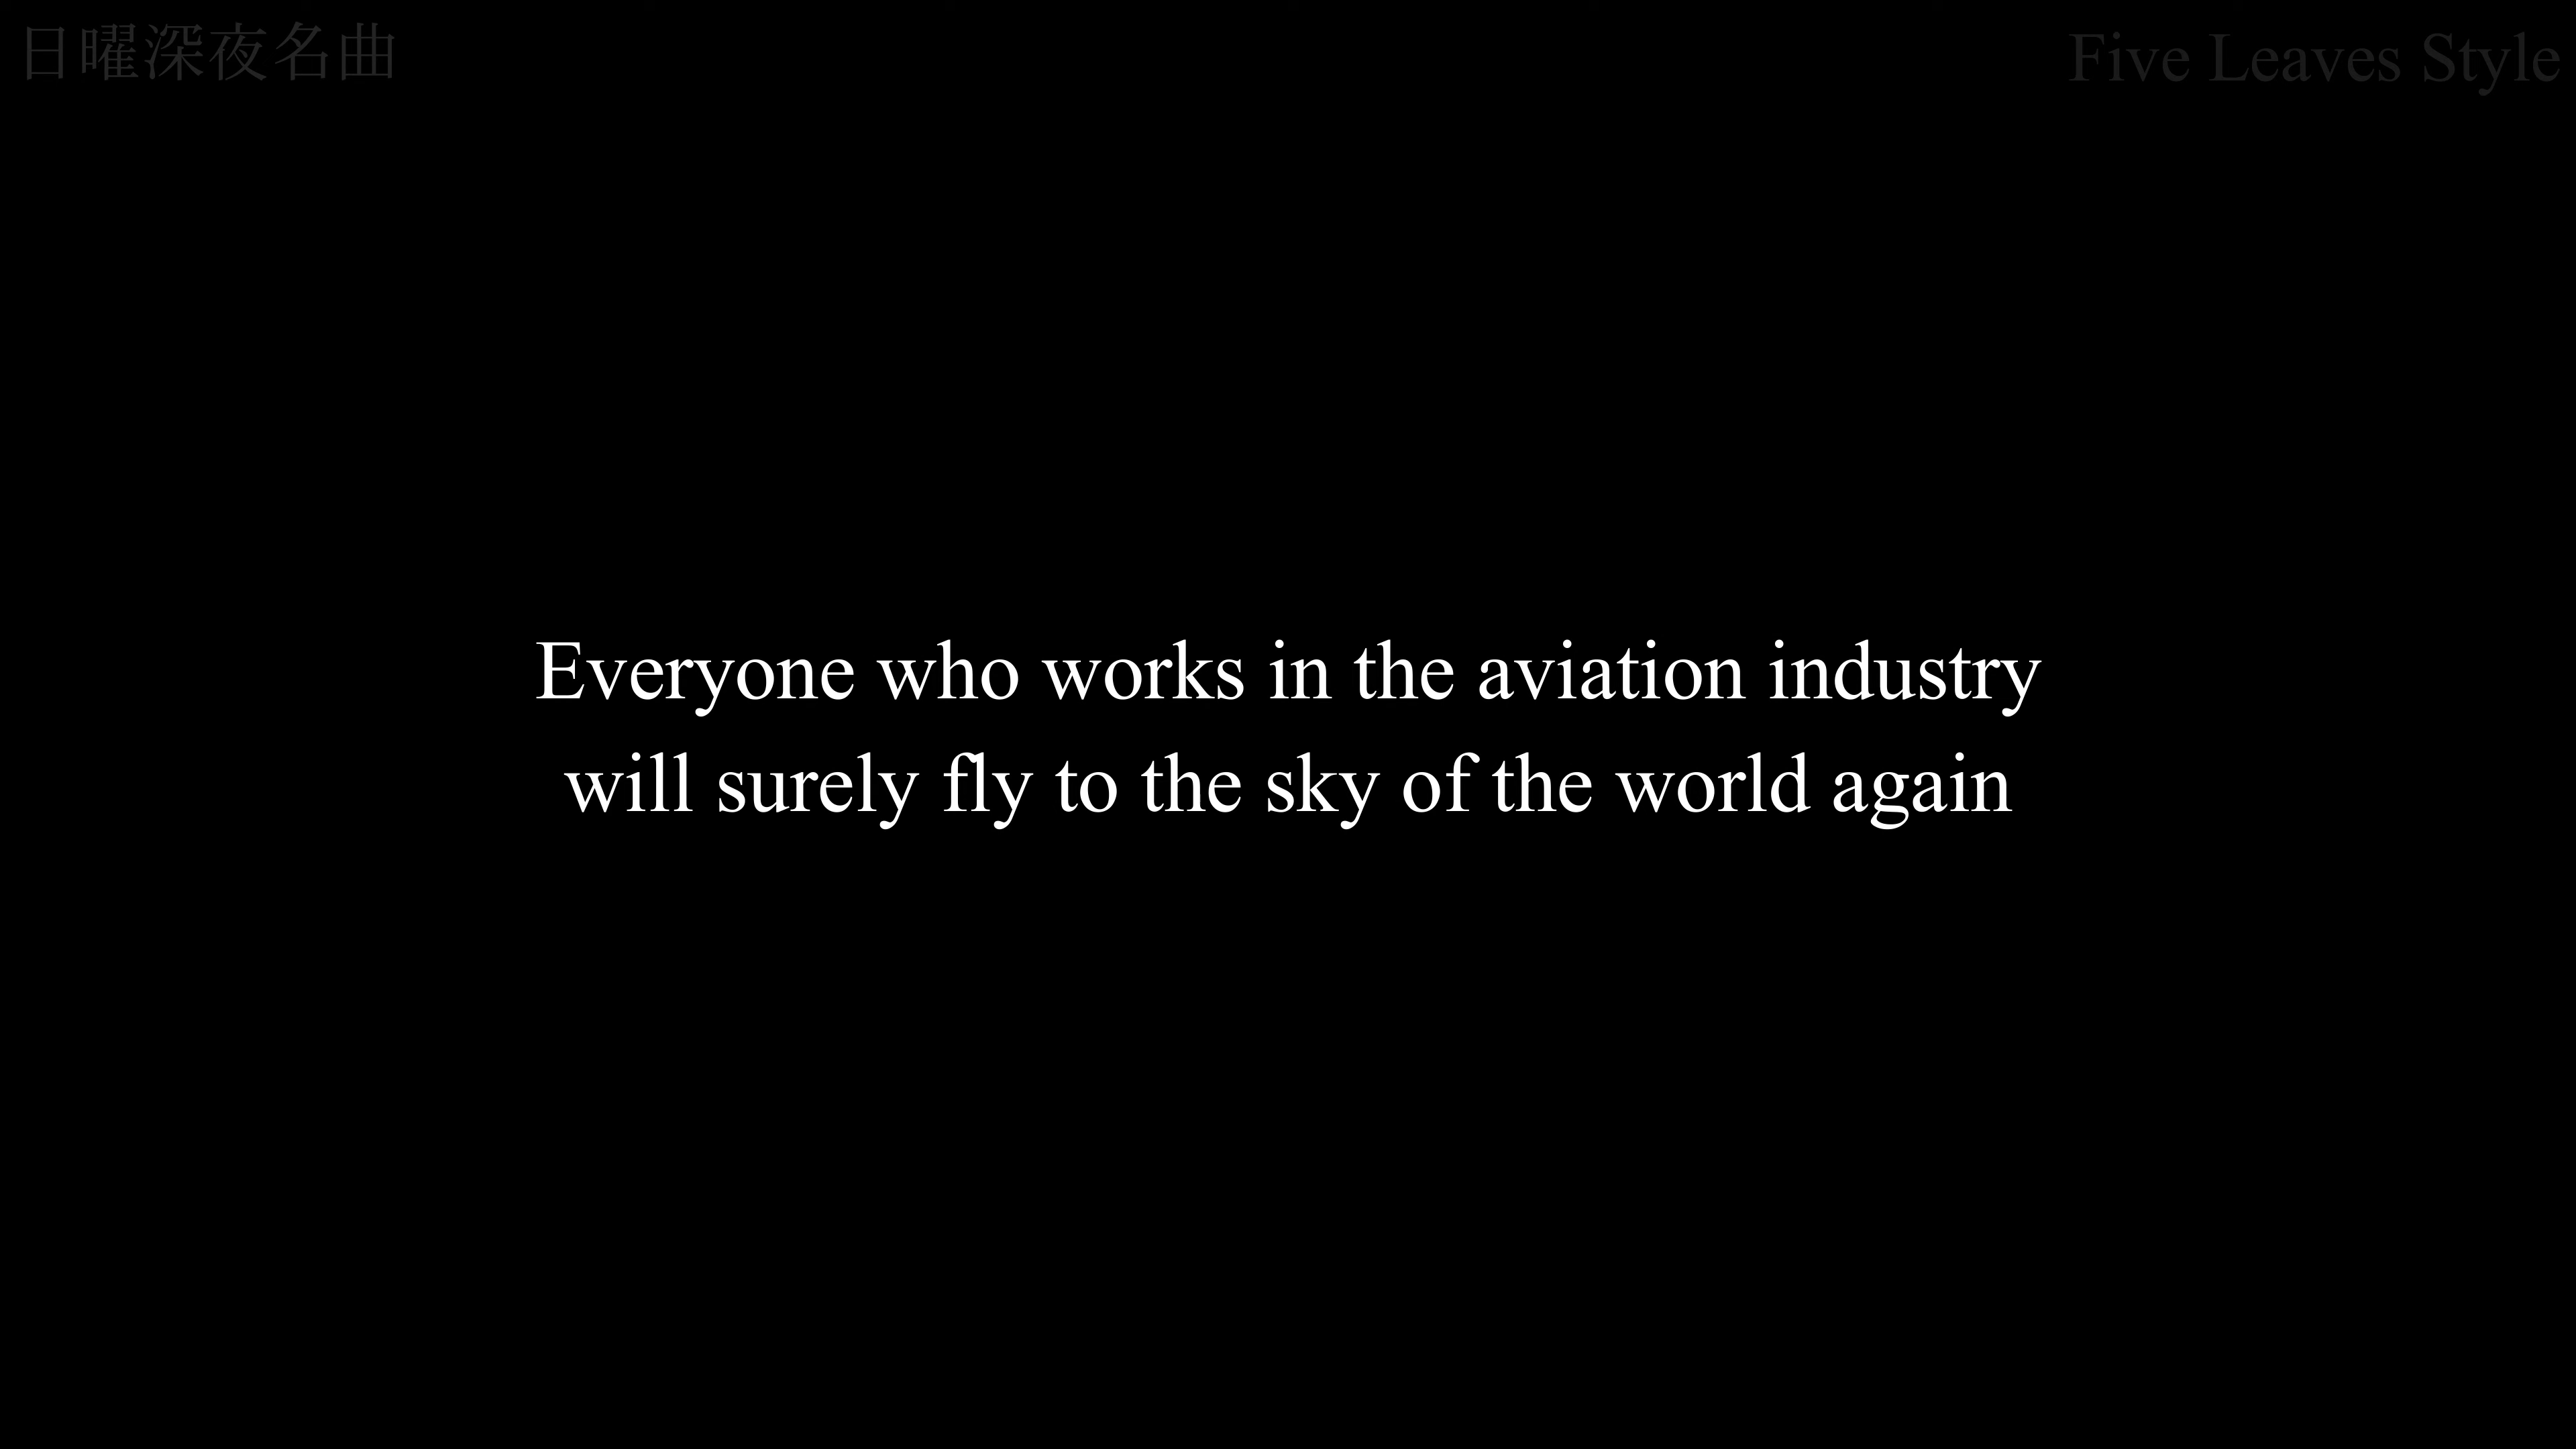 日曜深夜名曲
Five Leaves Style
Everyone who works in the aviation industry
will surely fly to the sky of the world again